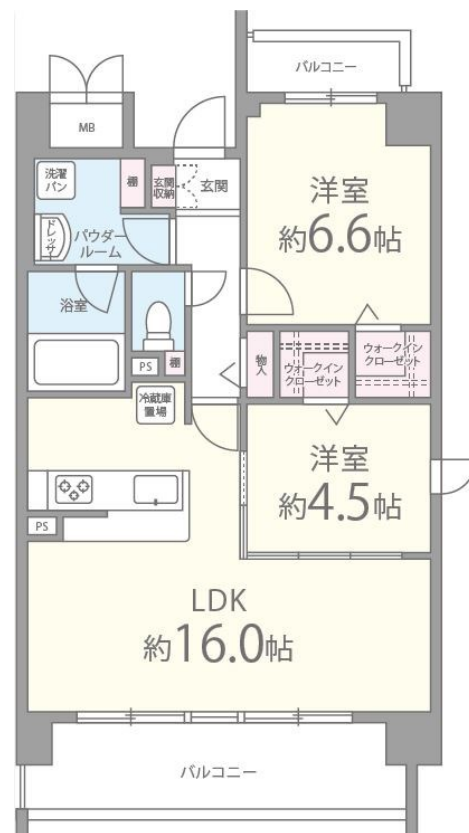 バルコニー
MB
洗濯
パン
棚
玄関
収納
玄関
洋室
約6.6帖
ドレッサー
パウダー
ルーム
浴室
PS
棚
物入
ウォークイン
クローゼット
ウォークイン
クローゼット
冷蔵庫
置場
洋室
約4.5帖
PS
LDK
約16.0帖
バルコニー